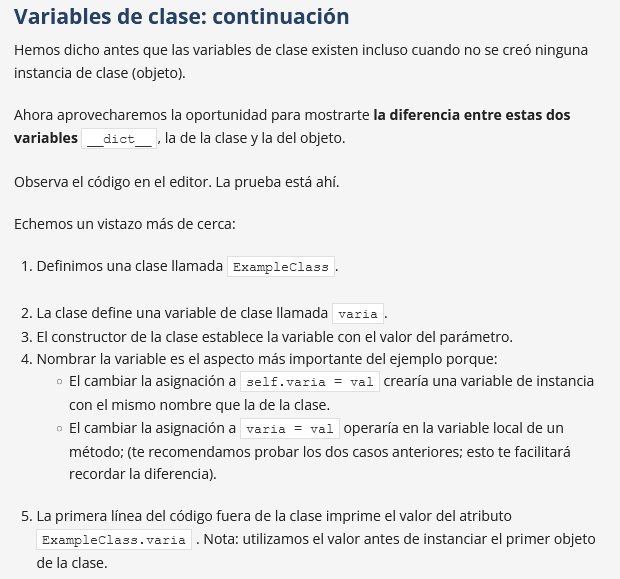 Variables de clase: continuación
Hemos dicho antes que las variables de clase existen incluso cuando no se creó ninguna
instancia de clase (objeto).
Ahora aprovecharemos la oportunidad para mostrarte la diferencia entre estas dos
variables __dict__ , la de la clase y la del objeto.
Observa el código en el editor. La prueba está ahí.
Echemos un vistazo más de cerca:
1. Definimos una clase llamada ExampleClass .
2. La clase define una variable de clase llamada varia .
3. El constructor de la clase establece la variable con el valor del parámetro.
4. Nombrar la variable es el aspecto más importante del ejemplo porque:
◦ El cambiar la asignación a self.varia = val crearía una variable de instancia
con el mismo nombre que la de la clase.
◦ El cambiar la asignación a varia = val operaría en la variable local de un
método; (te recomendamos probar los dos casos anteriores; esto te facilitará
recordar la diferencia).
5. La primera línea del código fuera de la clase imprime el valor del atributo
ExampleClass.varia . Nota: utilizamos el valor antes de instanciar el primer objeto
de la clase.